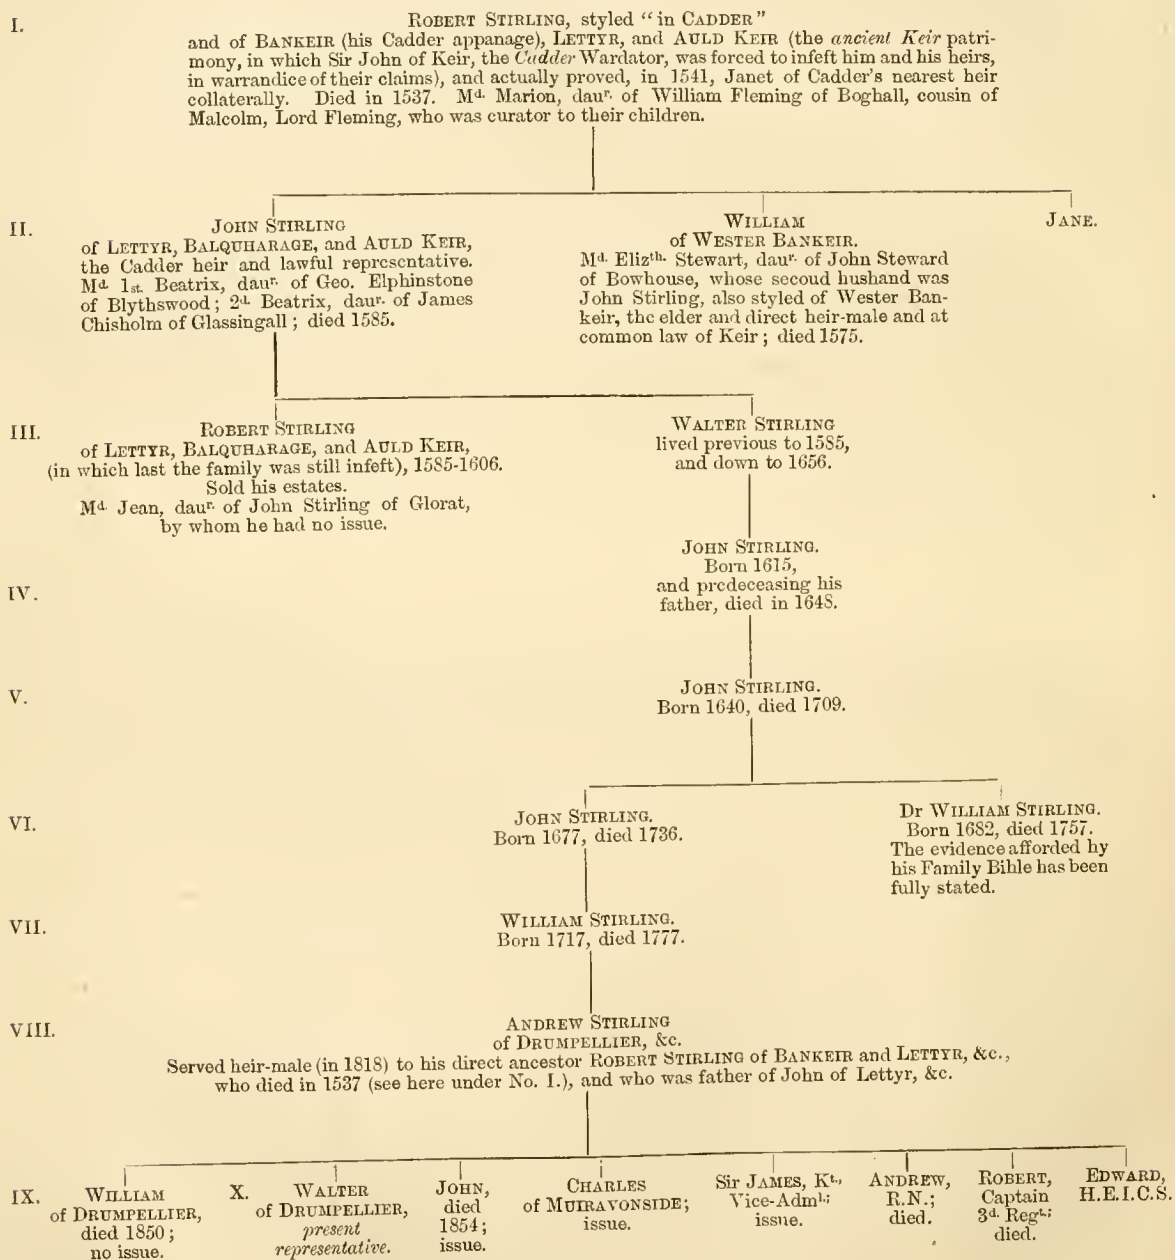 I.
ROBERT STIRLING, styled “in CADDER”
and of BANKEIR (his Cadder appanage), LETTYR, and AULD KEIR (the ancient Keir patri-
mony, in which Sir John of Keir, the Cadder Wardator, was forced to infeft him and his heirs,
in warrandice of their claims), and actually proved, in 1541, Janet of Cadder's nearest heir
collaterally. Died in 1537. Md. Marion, daur. of William Fleming of Boghall, cousin of
Malcolm, Lord Fleming, who was curator to their children.
II.
JOHN STIRLING
of LETTYR, BALQUHARAGE, and AULD KEIR,
the Cadder heir and lawful representative.
Md. 1st. Beatrix, daur. of Geo. Elphinstone
of Blythswood; 2d. Beatrix, daur. of James
Chisholm of Glassingall; died 1585.
WILLIAM
of WESTER BANKEIR.
Md. Elizth. Stewart, daur. of John Steward
of Bowhouse, whose second husband was
John Stirling, also styled of Wester Ban-
keir, the elder and direct heir-male and at
common law of Keir; died 1575.
JANE.
III.
ROBERT STIRLING
of LETTYR, BALQUHARAGE, and AULD KEIR,
(in which last the family was still infeft), 1585-1606.
Sold his estates.
Md. Jean, daur. of John Stirling of Glorat,
by whom he had no issue.
WALTER STIRLING
lived previous to 1585,
and down to 1656.
IV.
JOHN STIRLING.
Born 1615,
and predeceasing his
father, died in 1648.
V.
JOHN STIRLING.
Born 1640, died 1709.
VI.
JOHN STIRLING.
Born 1677, died 1736.
Dr WILLIAM STIRLING.
Born 1682, died 1757.
The evidence afforded by
his Family Bible has been
fully stated.
VII.
WILLIAM STIRLING.
Born 1717, died 1777.
VIII.
ANDREW STIRLING
of DRUMPELLIER, &c.
Served heir-male (in 1818) to his direct ancestor ROBERT STIRLING of BANKEIR and LETTYR, &c.,
who died in 1537 (see here under No. I.), and who was father of John of Lettyr, &c.
IX.
WILLIAM
of DRUMPELLIER,
died 1850;
no issue.
X.
WALTER
of DRUMPELLIER,
present
representative.
JOHN,
died
1854;
issue.
CHARLES
of MUIRAVONSIDE;
issue.
Sir JAMES, Kt.,
Vice-Adml.;
issue.
ANDREW,
R.N.;
died.
ROBERT,
Captain
3d. Regt.;
died.
EDWARD,
H.E.I.C.S.